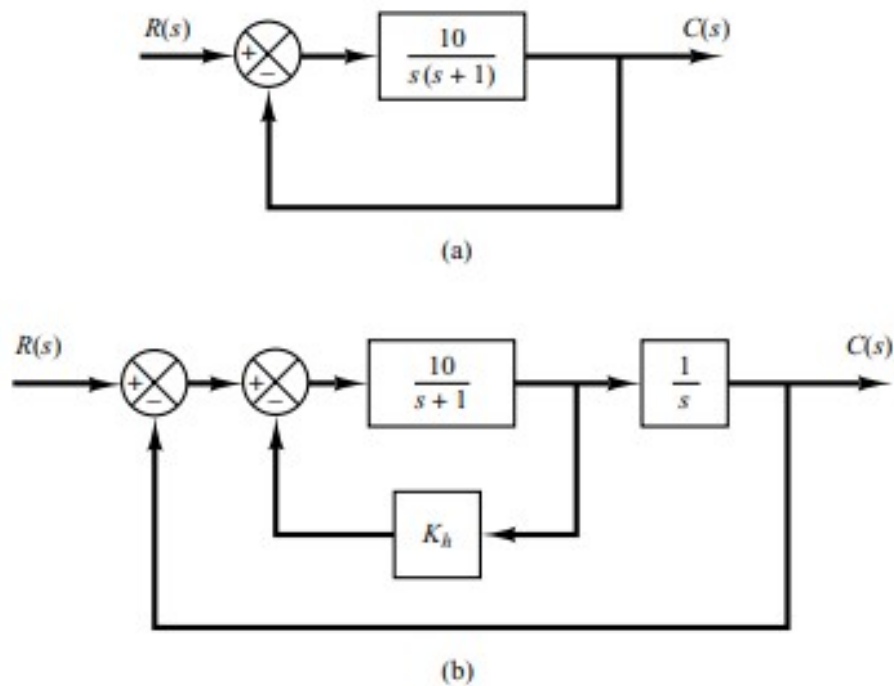 R(s)
+
−
10
s(s + 1)
C(s)
(a)
R(s)
+
−
+
−
10
s + 1
1
s
C(s)
K_h
(b)